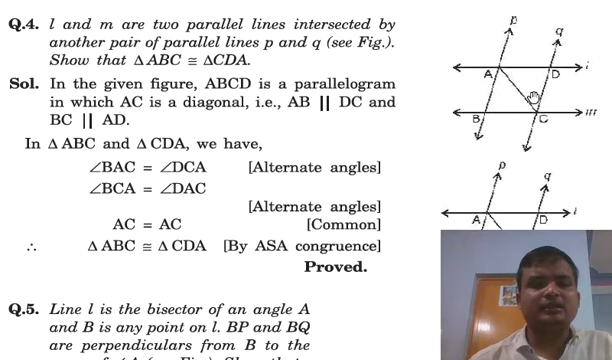 Q.4. l and m are two parallel lines intersected by
another pair of parallel lines p and q (see Fig.).
Show that Δ ABC ≅ ΔCDA.
Sol. In the given figure, ABCD is a parallelogram
in which AC is a diagonal, i.e., AB || DC and
BC || AD.
In Δ ABC and Δ CDA, we have,
∠BAC = ∠DCA [Alternate angles]
∠BCA = ∠DAC
[Alternate angles]
AC = AC [Common]
∴ Δ ABC ≅ Δ CDA [By ASA congruence]
Proved.
Q.5. Line l is the bisector of an angle A
and B is any point on l. BP and BQ
are perpendiculars from B to the
p
q
A D l
B C m
p
q
A D l